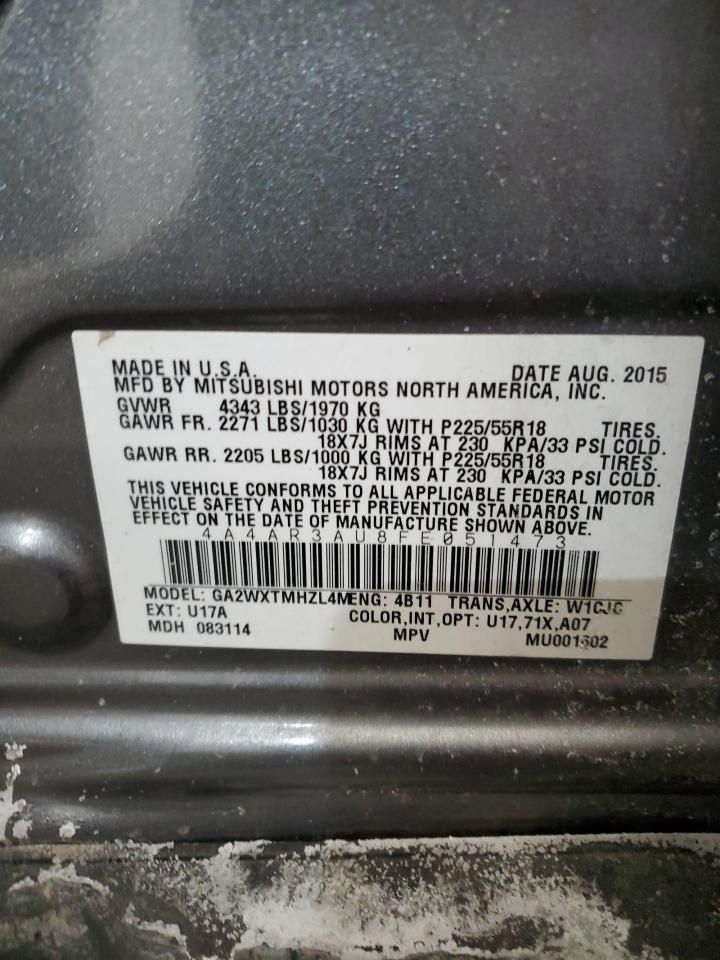 MADE IN U.S.A. DATE AUG. 2015
MFD BY MITSUBISHI MOTORS NORTH AMERICA, INC.
GVWR 4343 LBS/1970 KG
GAWR FR. 2271 LBS/1030 KG WITH P225/55R18 TIRES.
18X7J RIMS AT 230 KPA/33 PSI COLD.
GAWR RR. 2205 LBS/1000 KG WITH P225/55R18 TIRES.
18X7J RIMS AT 230 KPA/33 PSI COLD.
THIS VEHICLE CONFORMS TO ALL APPLICABLE FEDERAL MOTOR
VEHICLE SAFETY AND THEFT PREVENTION STANDARDS IN
EFFECT ON THE DATE OF MANUFACTURE SHOWN ABOVE.
4A4AR3AU8FE051473
MODEL: GA2WXTMHZL4MENG: 4B11 TRANS,AXLE: W1CJC
EXT: U17A COLOR,INT,OPT: U17,71X,A07
MDH 083114 MPV MU001602